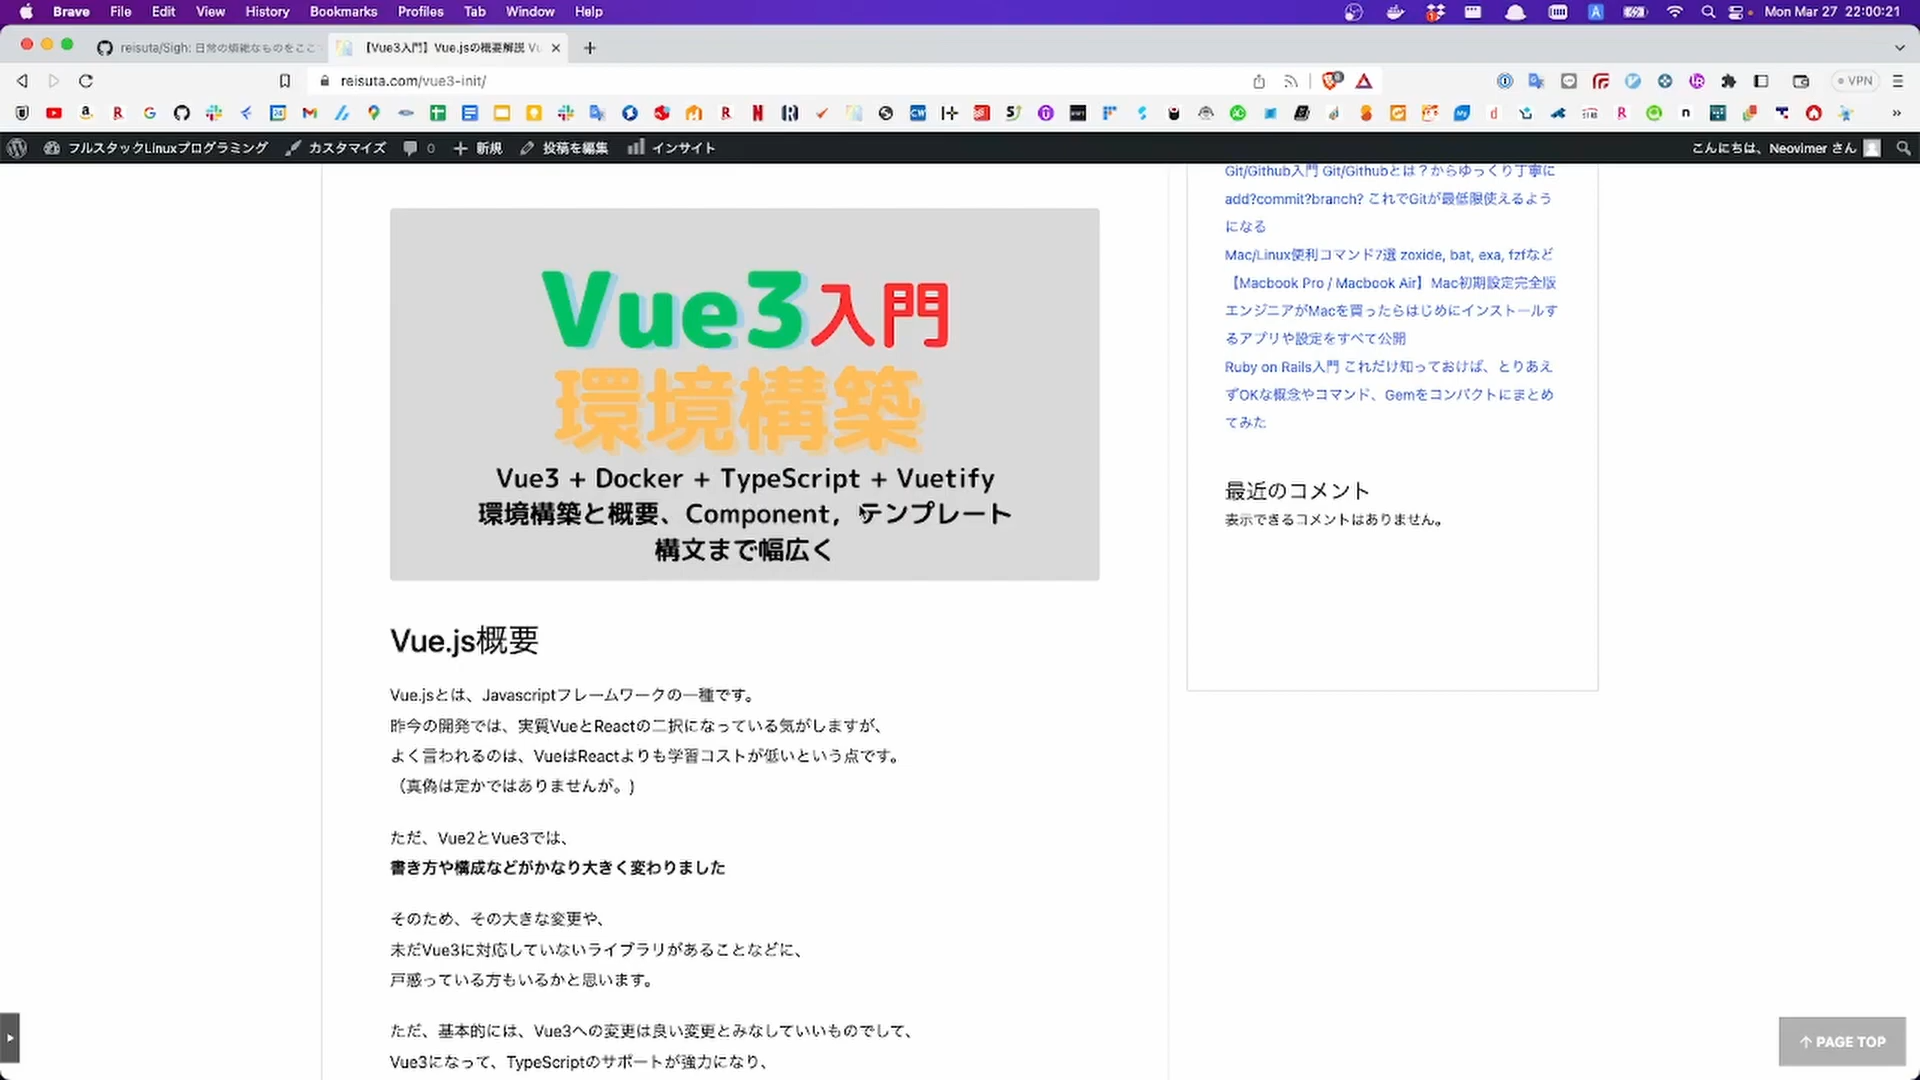 Brave File Edit View History Bookmarks Profiles Tab Window Help Mon Mar 27 22:00:21
reisuta/Sigh: 日常の煩雑なものをここ
【Vue3入門】Vue.jsの概要解説 Vu
reisuta.com/vue3-init/
VPN
フルスタックLinuxプログラミング カスタマイズ 0 新規 投稿を編集 インサイト こんにちは、Neovimer さん
Vue3入門
環境構築
Vue3 + Docker + TypeScript + Vuetify
環境構築と概要、Component, テンプレート
構文まで幅広く
Vue.js概要
Vue.jsとは、Javascriptフレームワークの一種です。
昨今の開発では、実質VueとReactの二択になっている気がしますが、
よく言われるのは、VueはReactよりも学習コストが低いという点です。
（真偽は定かではありませんが。)
ただ、Vue2とVue3では、
書き方や構成などがかなり大きく変わりました
そのため、その大きな変更や、
未だVue3に対応していないライブラリがあることなどに、
戸惑っている方もいるかと思います。
ただ、基本的には、Vue3への変更は良い変更とみなしていいものでして、
Vue3になって、TypeScriptのサポートが強力になり、
Git/Github入門 Git/Githubとは？からゆっくり丁寧に
add?commit?branch? これでGitが最低限使えるよう
になる
Mac/Linux便利コマンド7選 zoxide, bat, exa, fzfなど
【Macbook Pro / Macbook Air】Mac初期設定完全版
エンジニアがMacを買ったらはじめにインストールす
るアプリや設定をすべて公開
Ruby on Rails入門 これだけ知っておけば、とりあえ
ずOKな概念やコマンド、Gemをコンパクトにまとめ
てみた
最近のコメント
表示できるコメントはありません。
↑ PAGE TOP